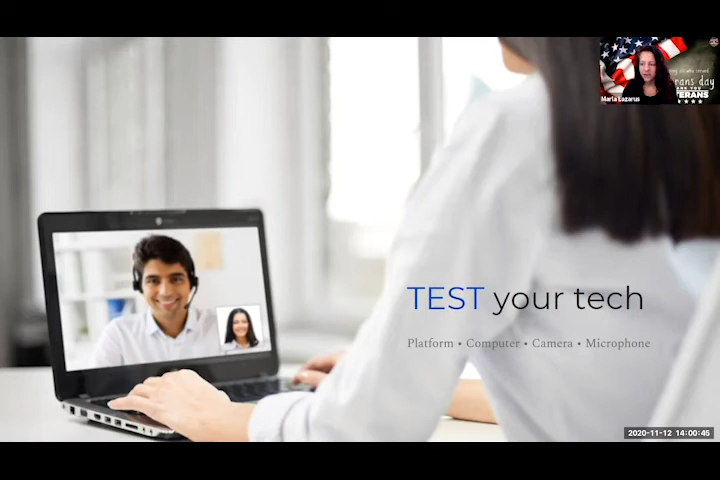 Maria Lazarus
TEST your tech
Platform • Computer • Camera • Microphone
2020-11-12 14:00:45